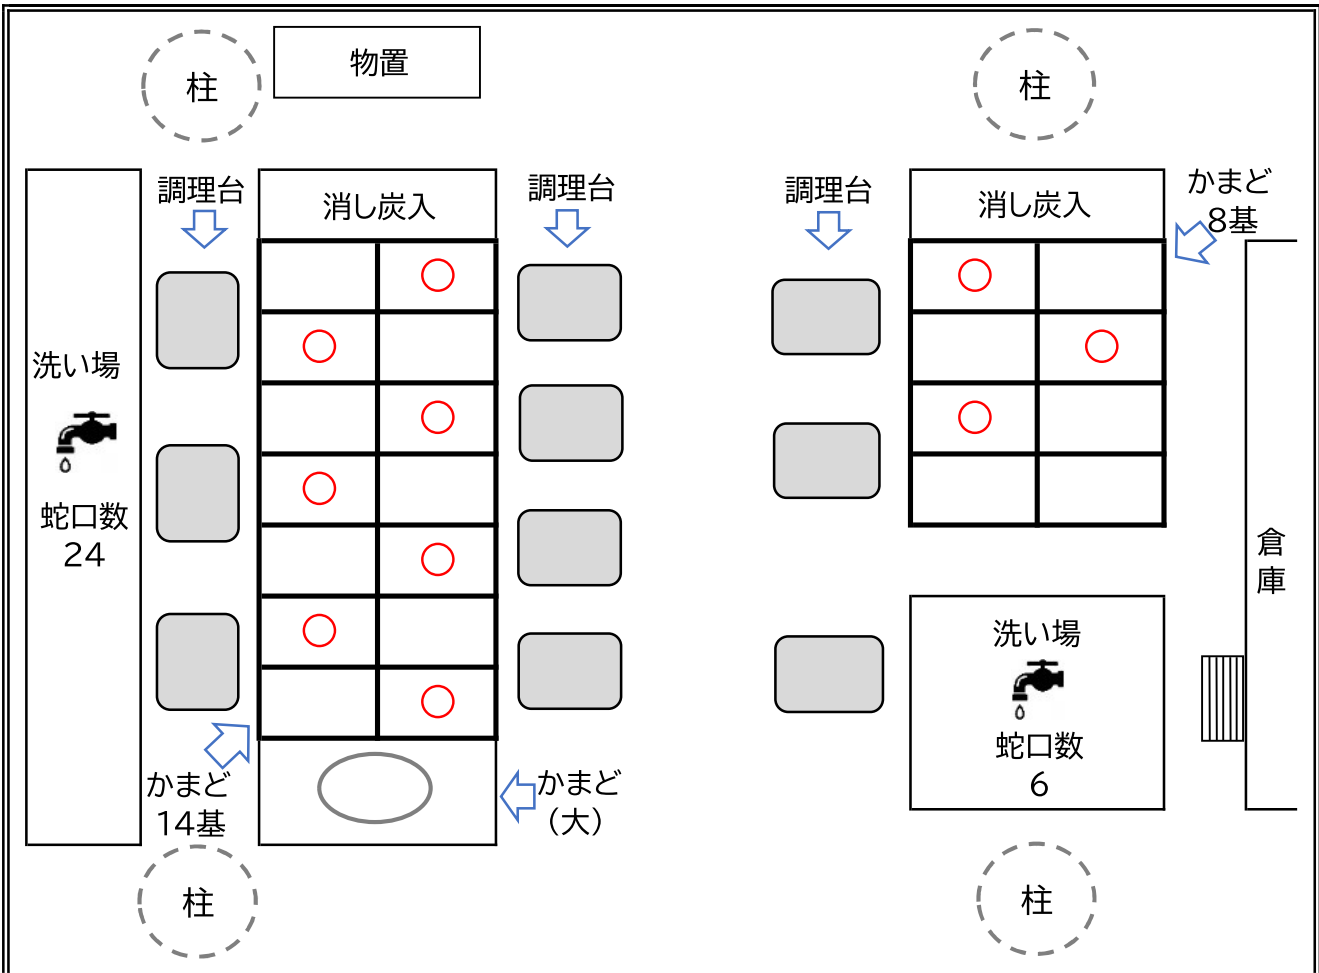 柱
物置
柱
調理台
消し炭入
調理台
調理台
消し炭入
かまど
8基
洗い場
蛇口数
24
倉
庫
洗い場
蛇口数
6
かまど
14基
かまど
(大)
柱
柱